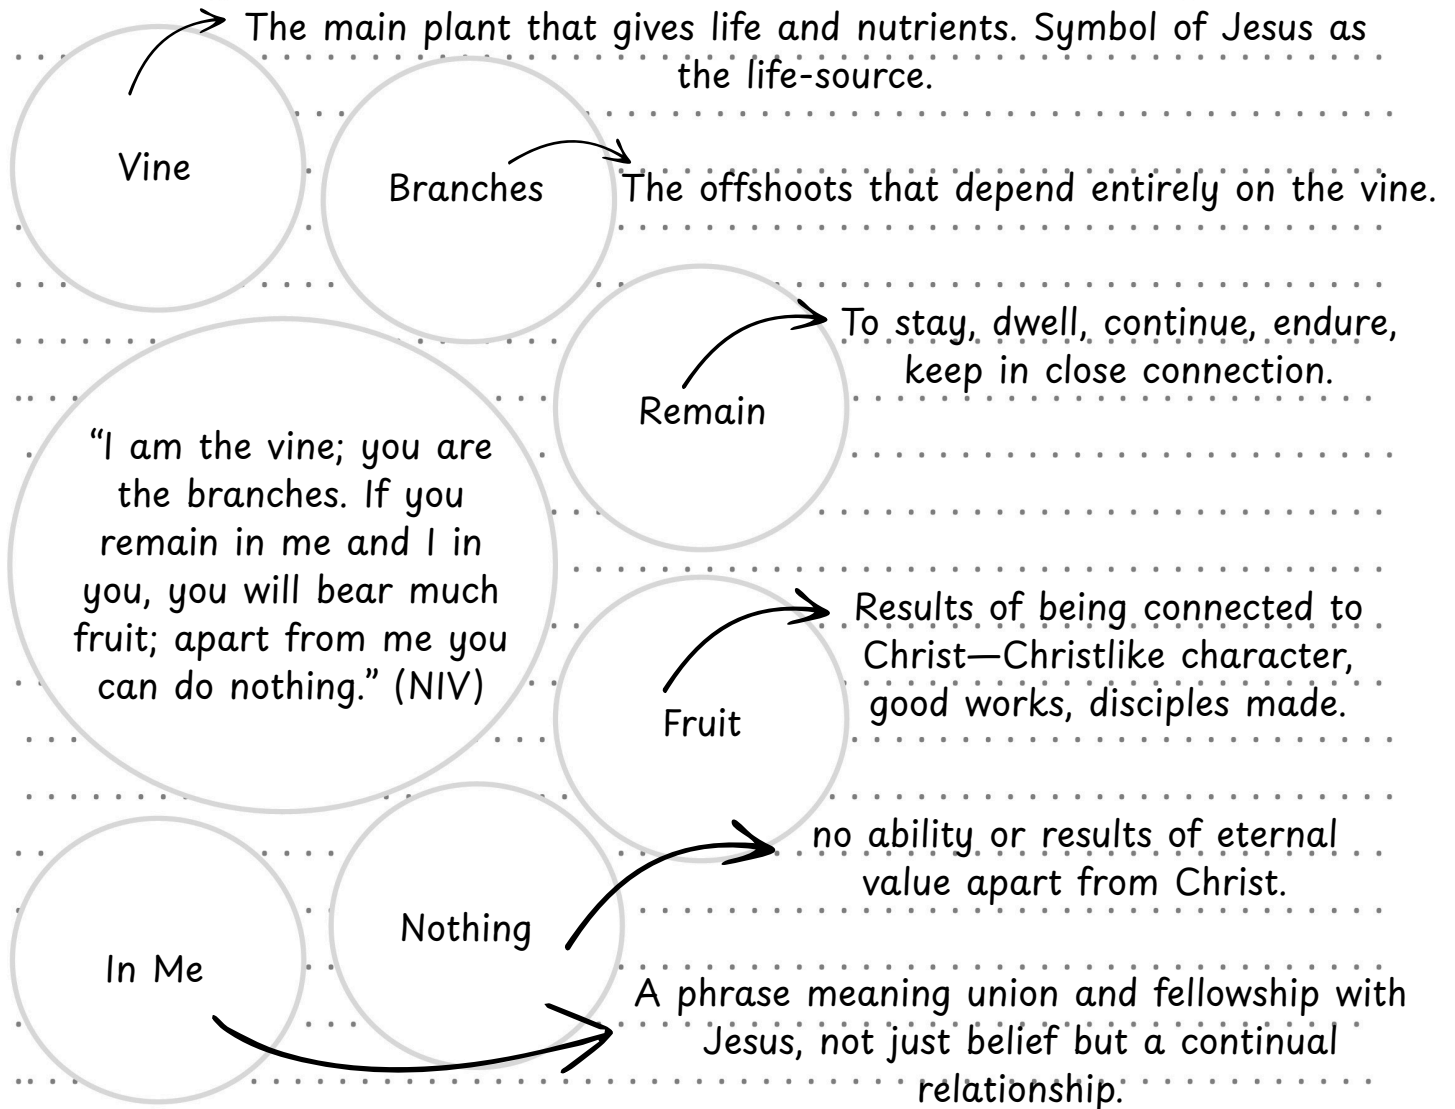 The main plant that gives life and nutrients. Symbol of Jesus as
the life-source.
Vine
Branches
The offshoots that depend entirely on the vine.
To stay, dwell, continue, endure,
keep in close connection.
Remain
“I am the vine; you are
the branches. If you
remain in me and I in
you, you will bear much
fruit; apart from me you
can do nothing.” (NIV)
Results of being connected to
Christ—Christlike character,
good works, disciples made.
Fruit
no ability or results of eternal
value apart from Christ.
Nothing
In Me
A phrase meaning union and fellowship with
Jesus, not just belief but a continual
relationship.